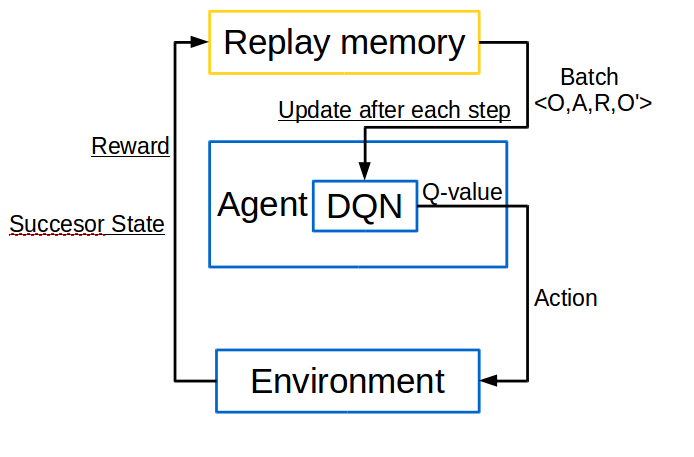 Replay memory
Batch
<O,A,R,O'>
Update after each step
Reward
Agent
DQN
Q-value
Succesor State
Action
Environment